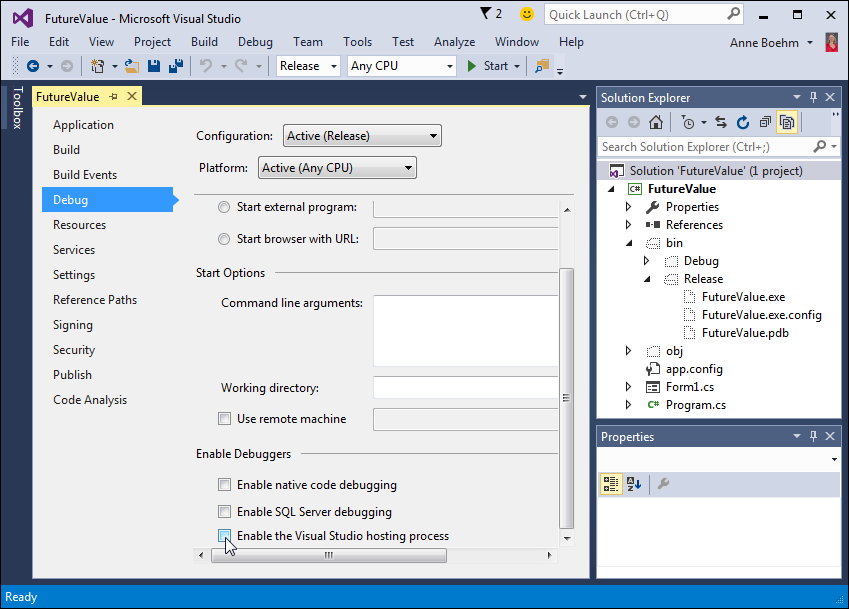 FutureValue - Microsoft Visual Studio
2
Quick Launch (Ctrl+Q)
File Edit View Project Build Debug Team Tools Test Analyze Window Help
Anne Boehm
Release Any CPU Start
Toolbox
FutureValue
Application
Build
Build Events
Debug
Resources
Services
Settings
Reference Paths
Signing
Security
Publish
Code Analysis
Configuration: Active (Release)
Platform: Active (Any CPU)
Start external program:
Start browser with URL:
Start Options
Command line arguments:
Working directory:
Use remote machine
Enable Debuggers
Enable native code debugging
Enable SQL Server debugging
Enable the Visual Studio hosting process
Solution Explorer
Search Solution Explorer (Ctrl+;)
Solution 'FutureValue' (1 project)
C# FutureValue
Properties
References
bin
Debug
Release
FutureValue.exe
FutureValue.exe.config
FutureValue.pdb
obj
app.config
Form1.cs
C# Program.cs
Properties
Ready